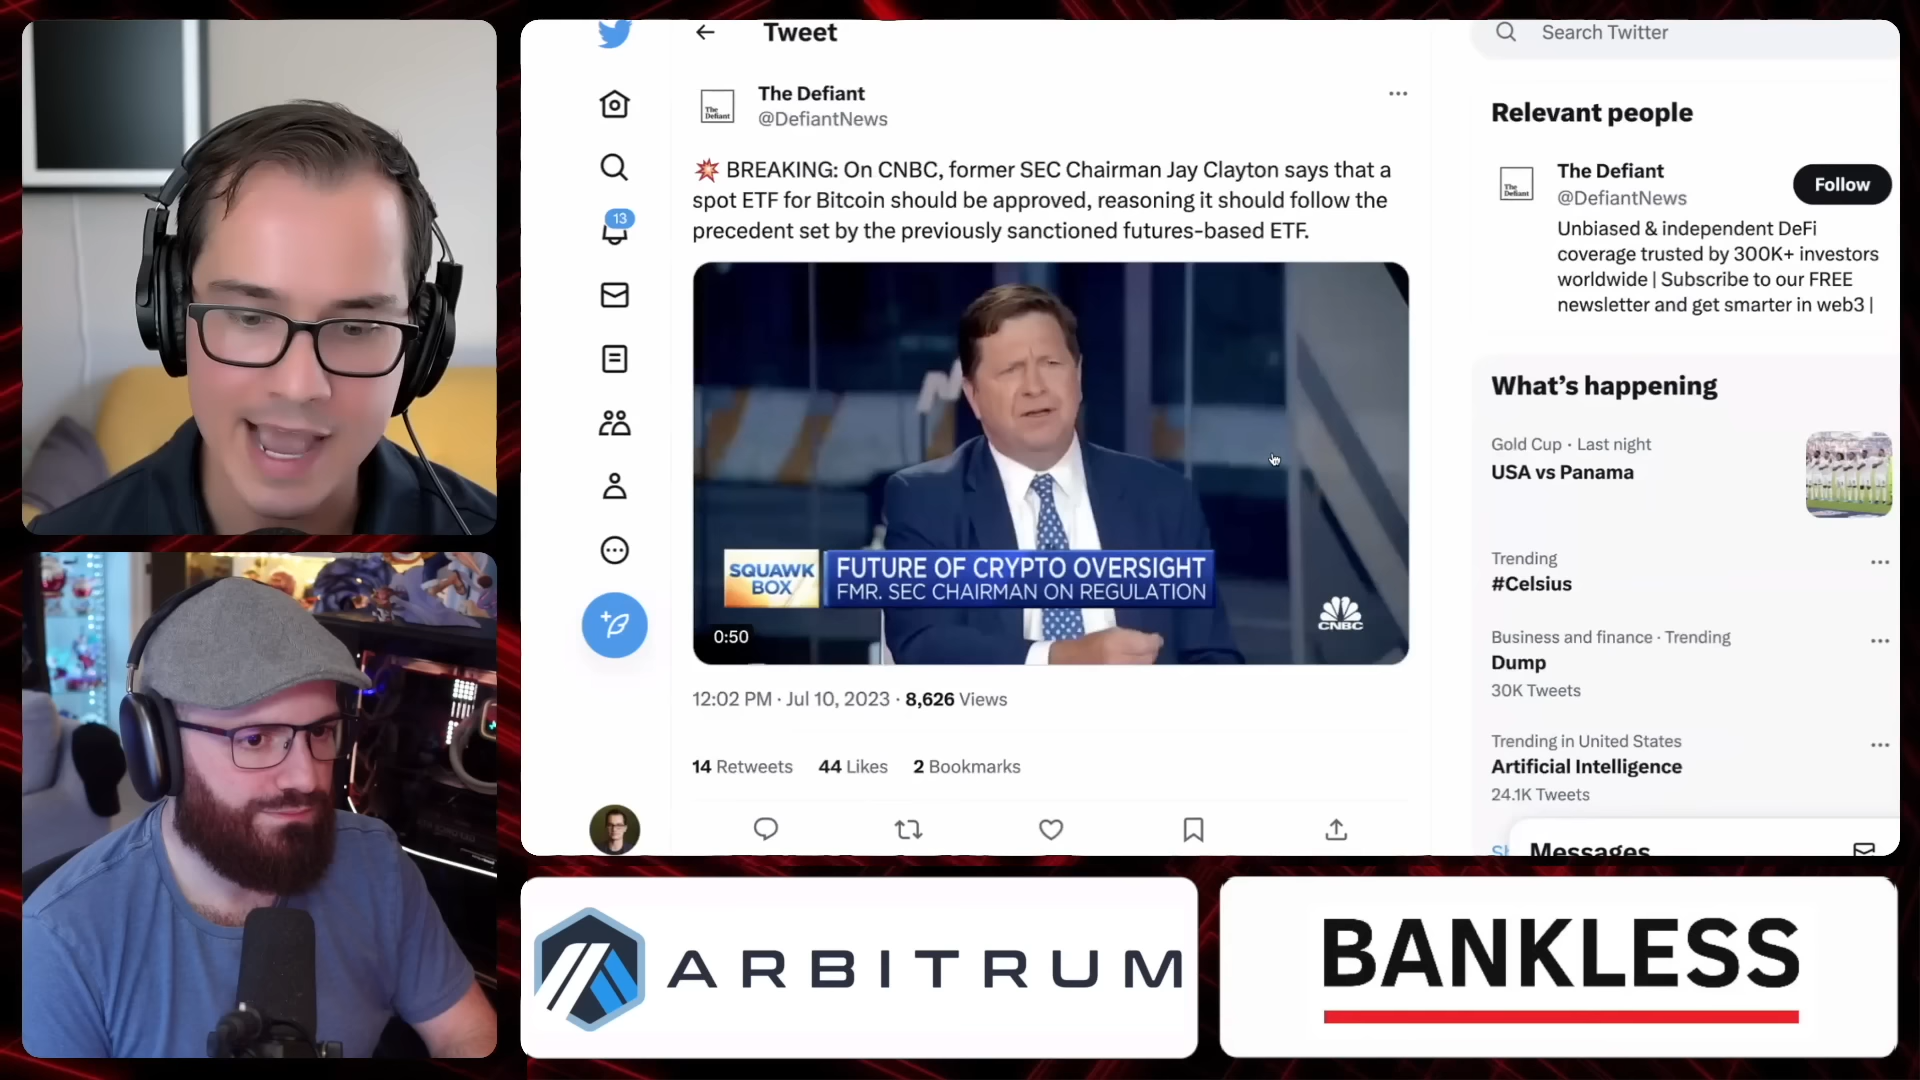 Tweet
The Defiant
The Defiant
@DefiantNews
💥 BREAKING: On CNBC, former SEC Chairman Jay Clayton says that a
spot ETF for Bitcoin should be approved, reasoning it should follow the
precedent set by the previously sanctioned futures-based ETF.
13
SQUAWK
BOX
FUTURE OF CRYPTO OVERSIGHT
FMR. SEC CHAIRMAN ON REGULATION
CNBC
0:50
12:02 PM · Jul 10, 2023 · 8,626 Views
14 Retweets 44 Likes 2 Bookmarks
Search Twitter
Relevant people
The Defiant
The Defiant
@DefiantNews
Follow
Unbiased & independent DeFi
coverage trusted by 300K+ investors
worldwide | Subscribe to our FREE
newsletter and get smarter in web3 |
What's happening
Gold Cup · Last night
USA vs Panama
Trending
#Celsius
Business and finance · Trending
Dump
30K Tweets
Trending in United States
Artificial Intelligence
24.1K Tweets
Messages
ARBITRUM
BANKLESS